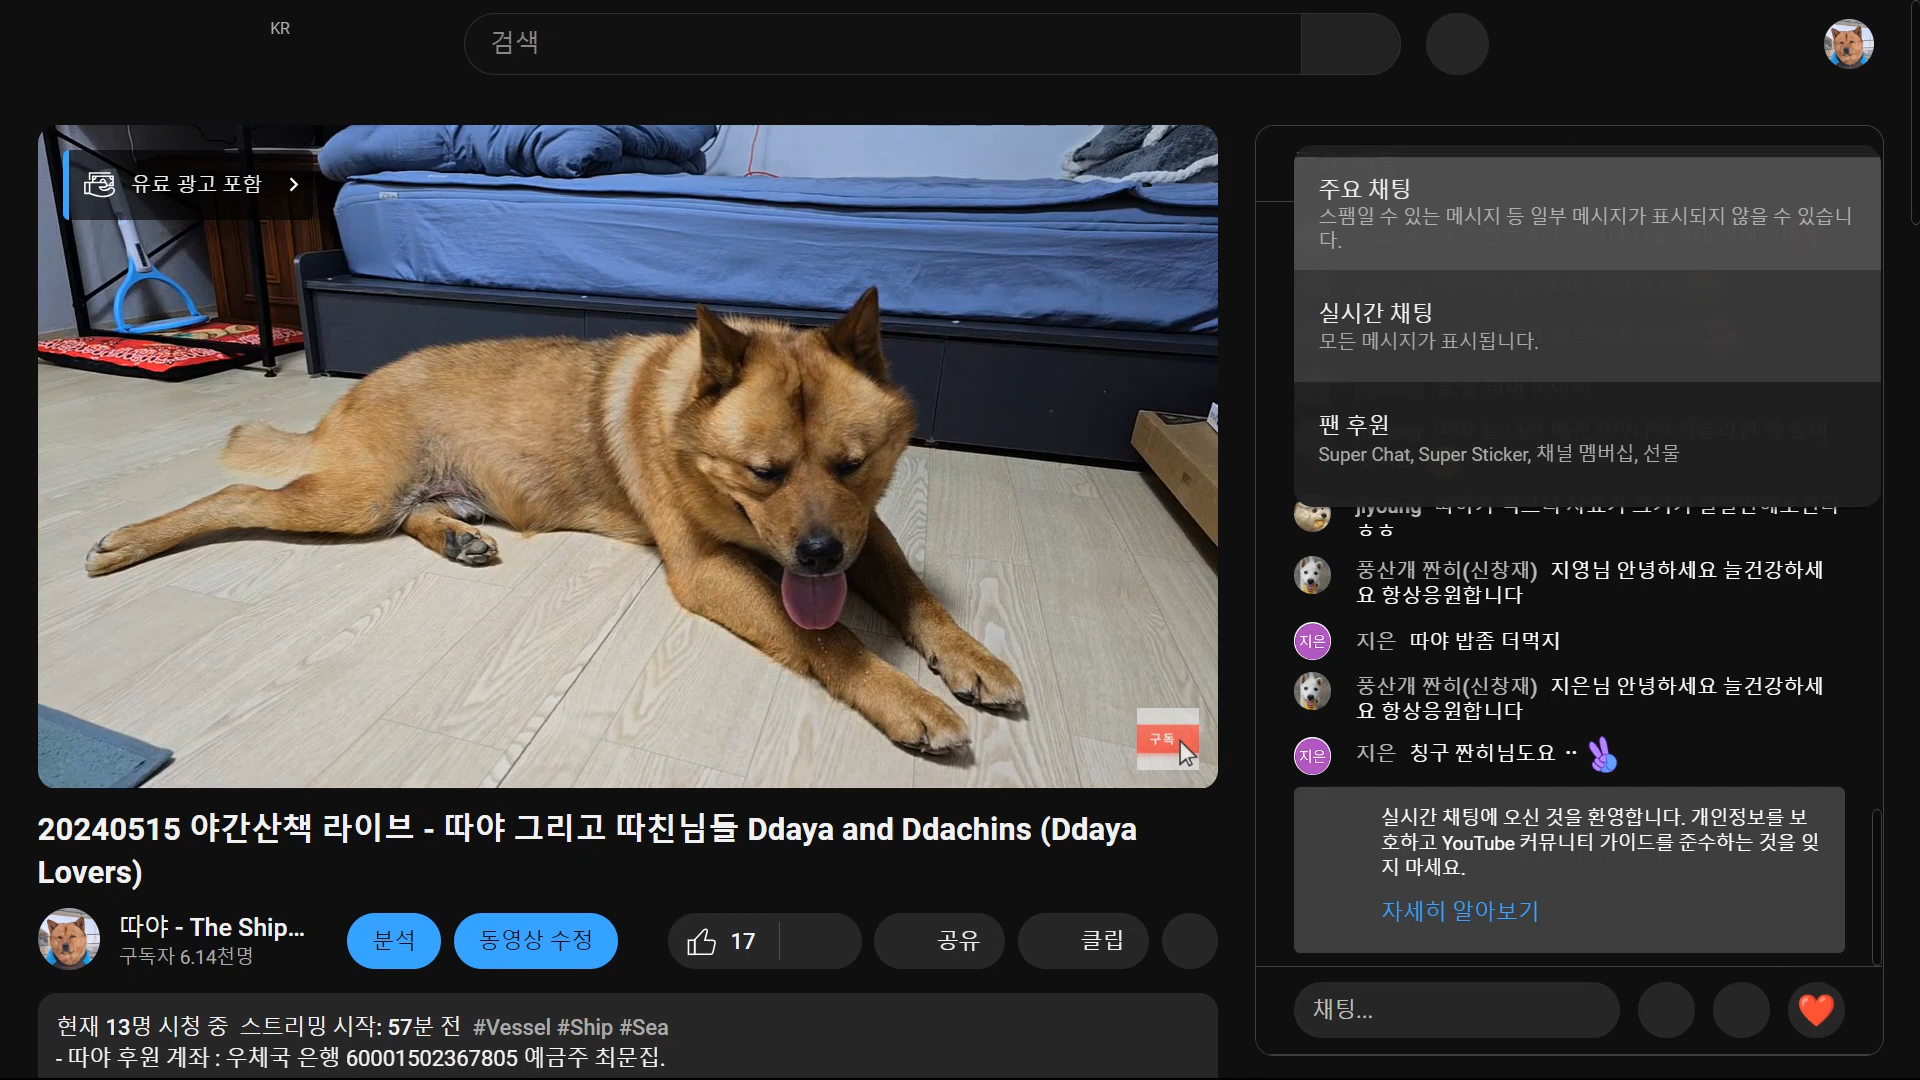 KR
검색
유료 광고 포함
구독
20240515 야간산책 라이브 - 따야 그리고 따친님들 Ddaya and Ddachins (Ddaya
Lovers)
따야 - The Ship...
구독자 6.14천명
분석
동영상 수정
17
공유
클립
현재 13명 시청 중 스트리밍 시작: 57분 전 #Vessel #Ship #Sea
- 따야 후원 계좌 : 우체국 은행 60001502367805 예금주 최문집.
주요 채팅
스팸일 수 있는 메시지 등 일부 메시지가 표시되지 않을 수 있습니
다.
실시간 채팅
모든 메시지가 표시됩니다.
팬 후원
Super Chat, Super Sticker, 채널 멤버십, 선물
jiyoung
ㅎㅎ
풍산개 짠히(신창재) 지영님 안녕하세요 늘건강하세
요 항상응원합니다
지은 지은 따야 밥좀 더먹지
풍산개 짠히(신창재) 지은님 안녕하세요 늘건강하세
요 항상응원합니다
지은 지은 칭구 짠히님도요 ··
실시간 채팅에 오신 것을 환영합니다. 개인정보를 보
호하고 YouTube 커뮤니티 가이드를 준수하는 것을 잊
지 마세요.
자세히 알아보기
채팅...